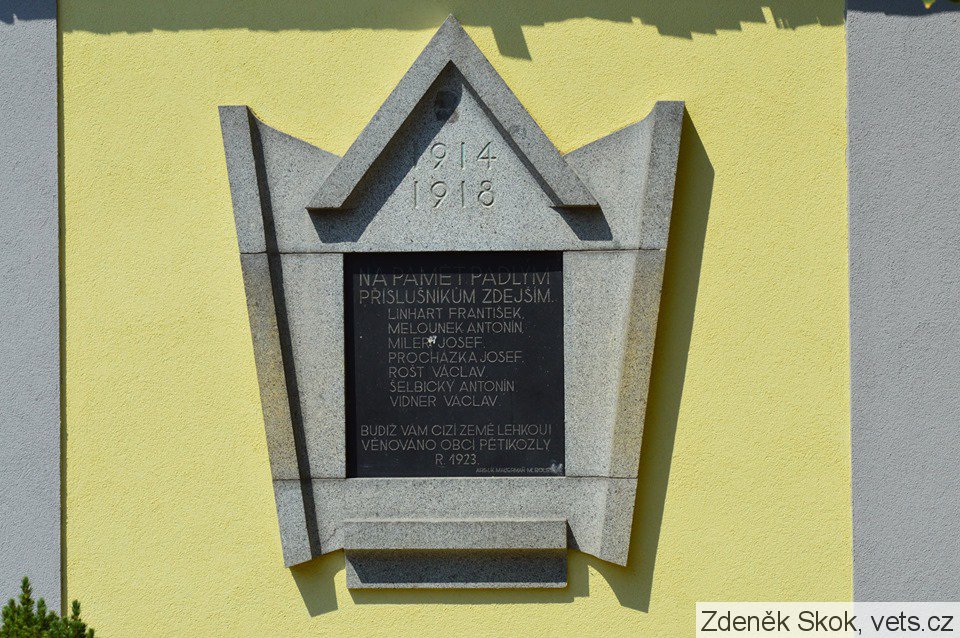 1914
1918
NA PAMĚT PADLÝM
PŘÍSLUŠNÍKŮM ZDEJŠÍM.
LINHART FRANTIŠEK,
MELOUNEK ANTONÍN
MILER JOSEF.
PROCHÁZKA JOSEF.
ROŠT VÁCLAV
ŠELBICKÝ ANTONÍN
VIDNER VÁCLAV.
BUDIŽ VÁM CIZÍ ZEMĚ LEHKOU!
VĚNOVÁNO OBCÍ PĚTIKOZLY
R. 1923.
Zdeněk Skok, vets.cz